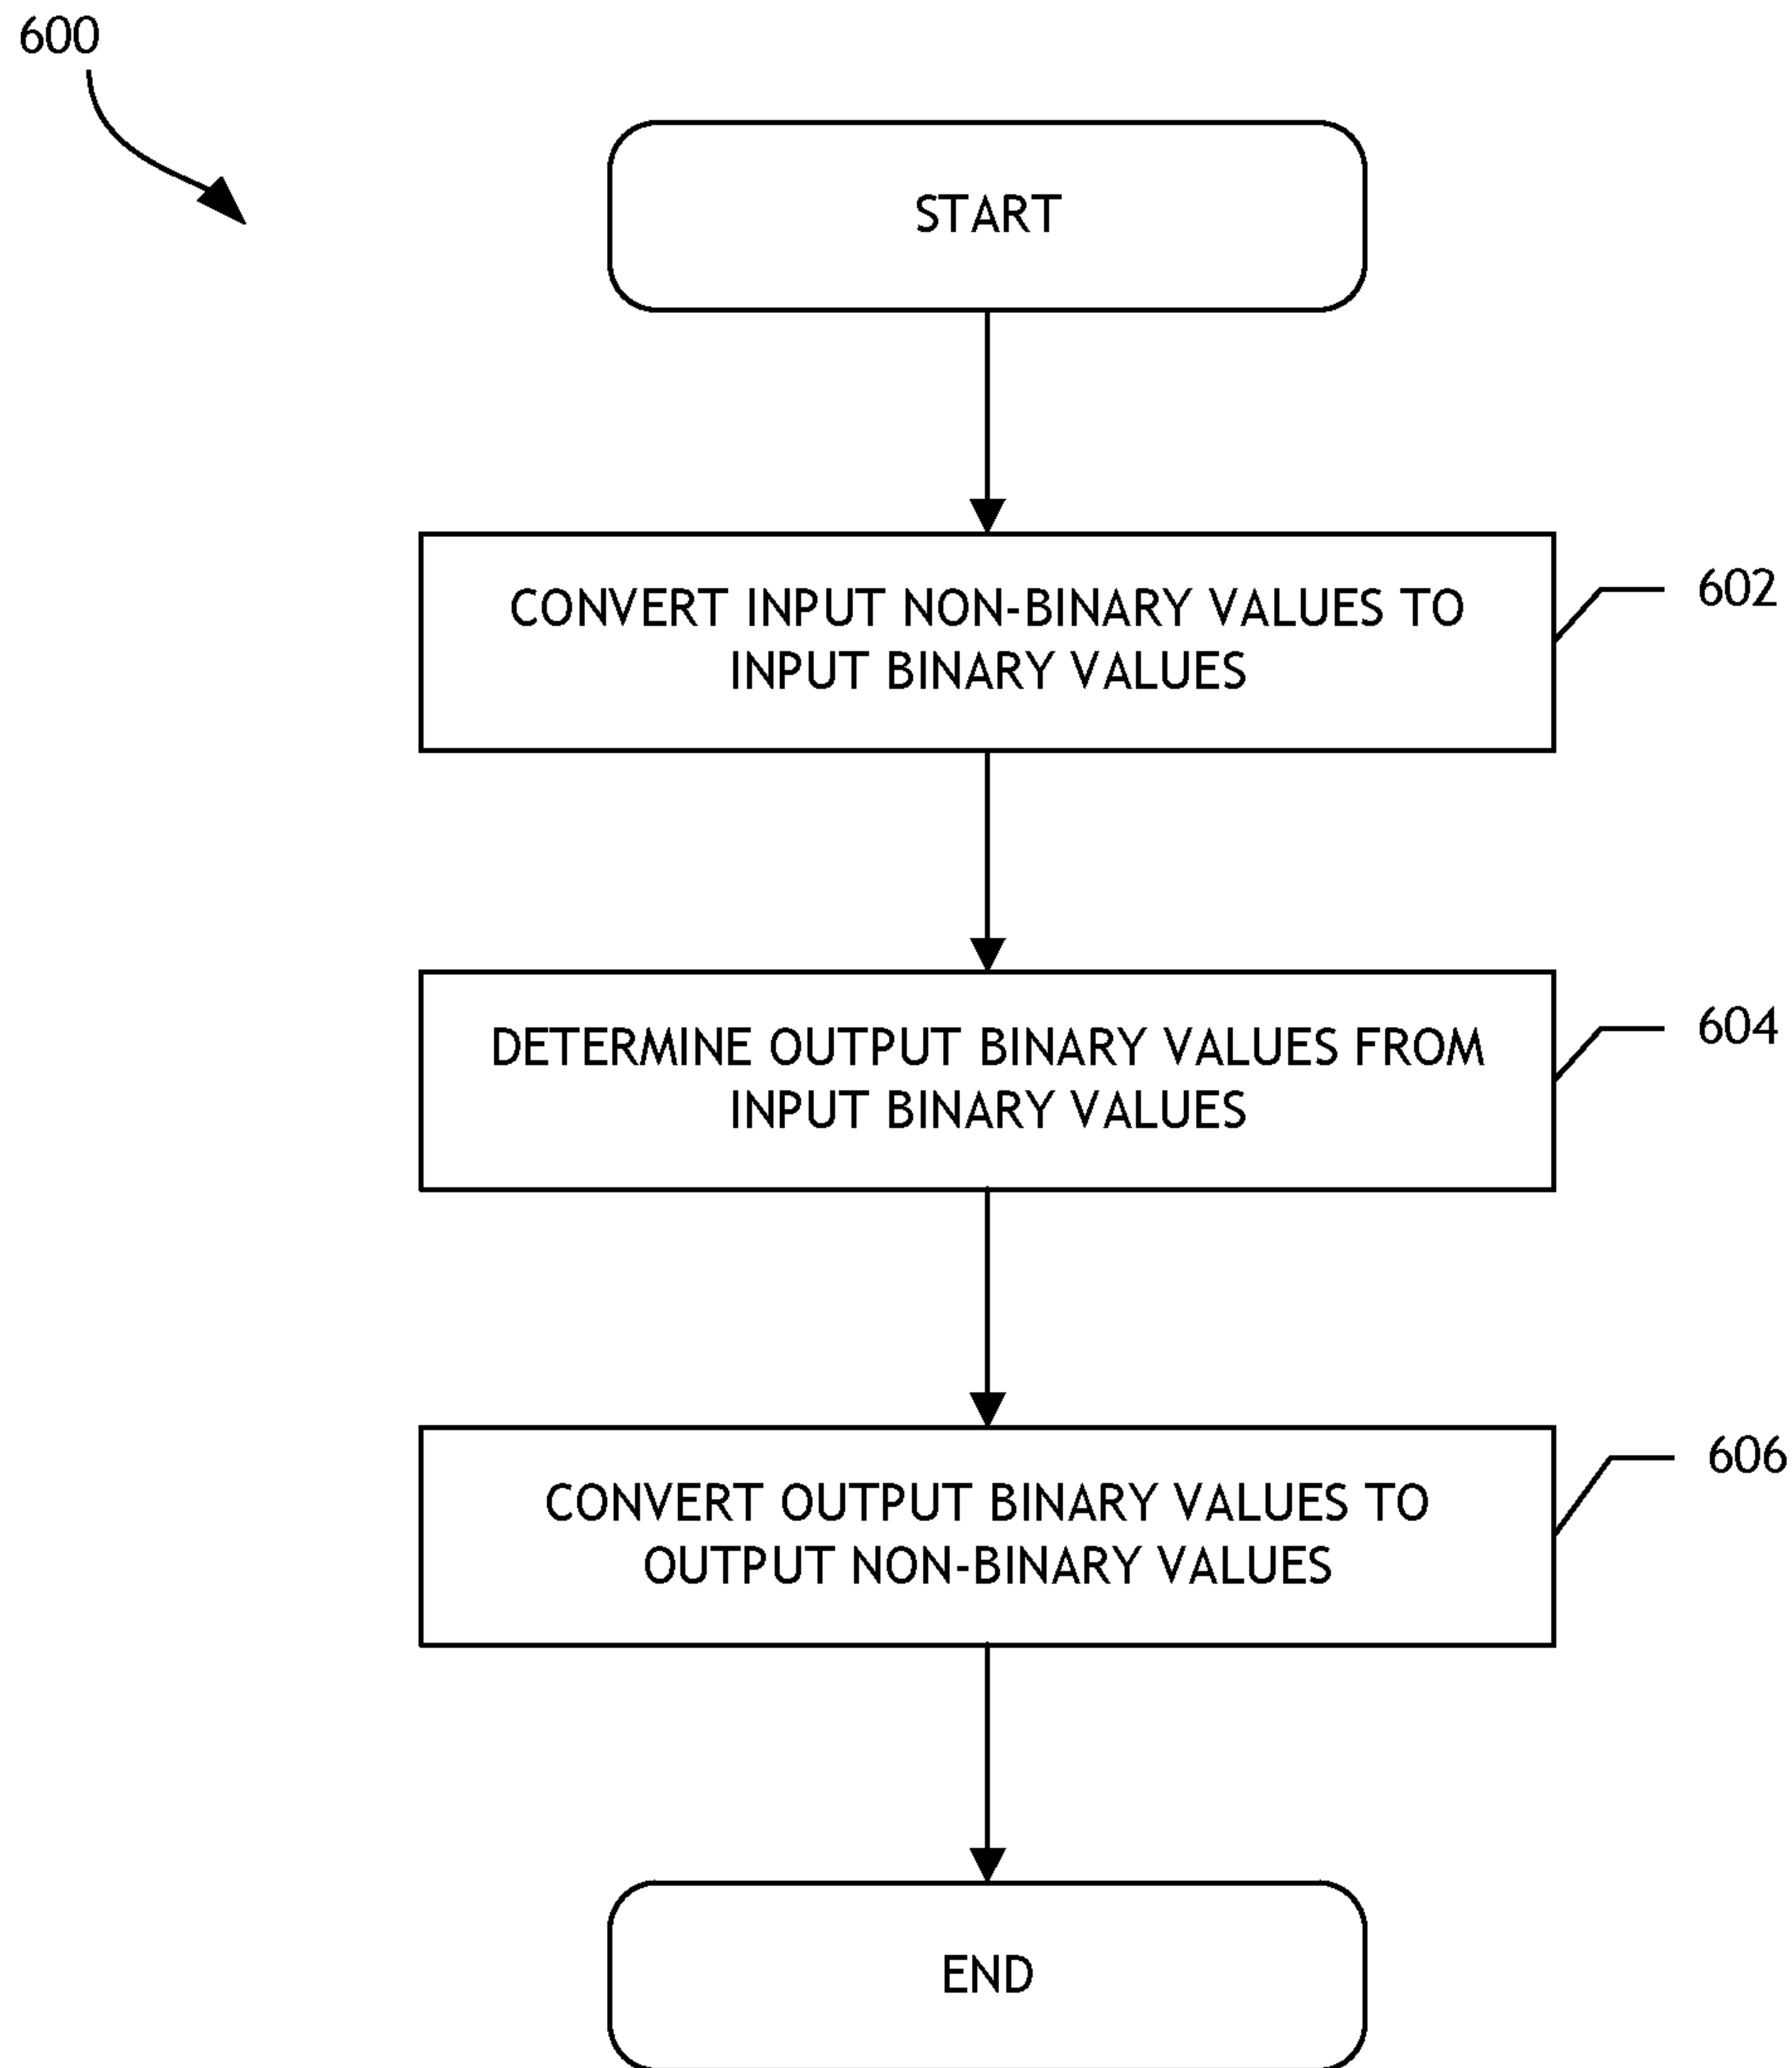 600
START
CONVERT INPUT NON-BINARY VALUES TO
INPUT BINARY VALUES
602
DETERMINE OUTPUT BINARY VALUES FROM
INPUT BINARY VALUES
604
CONVERT OUTPUT BINARY VALUES TO
OUTPUT NON-BINARY VALUES
606
END